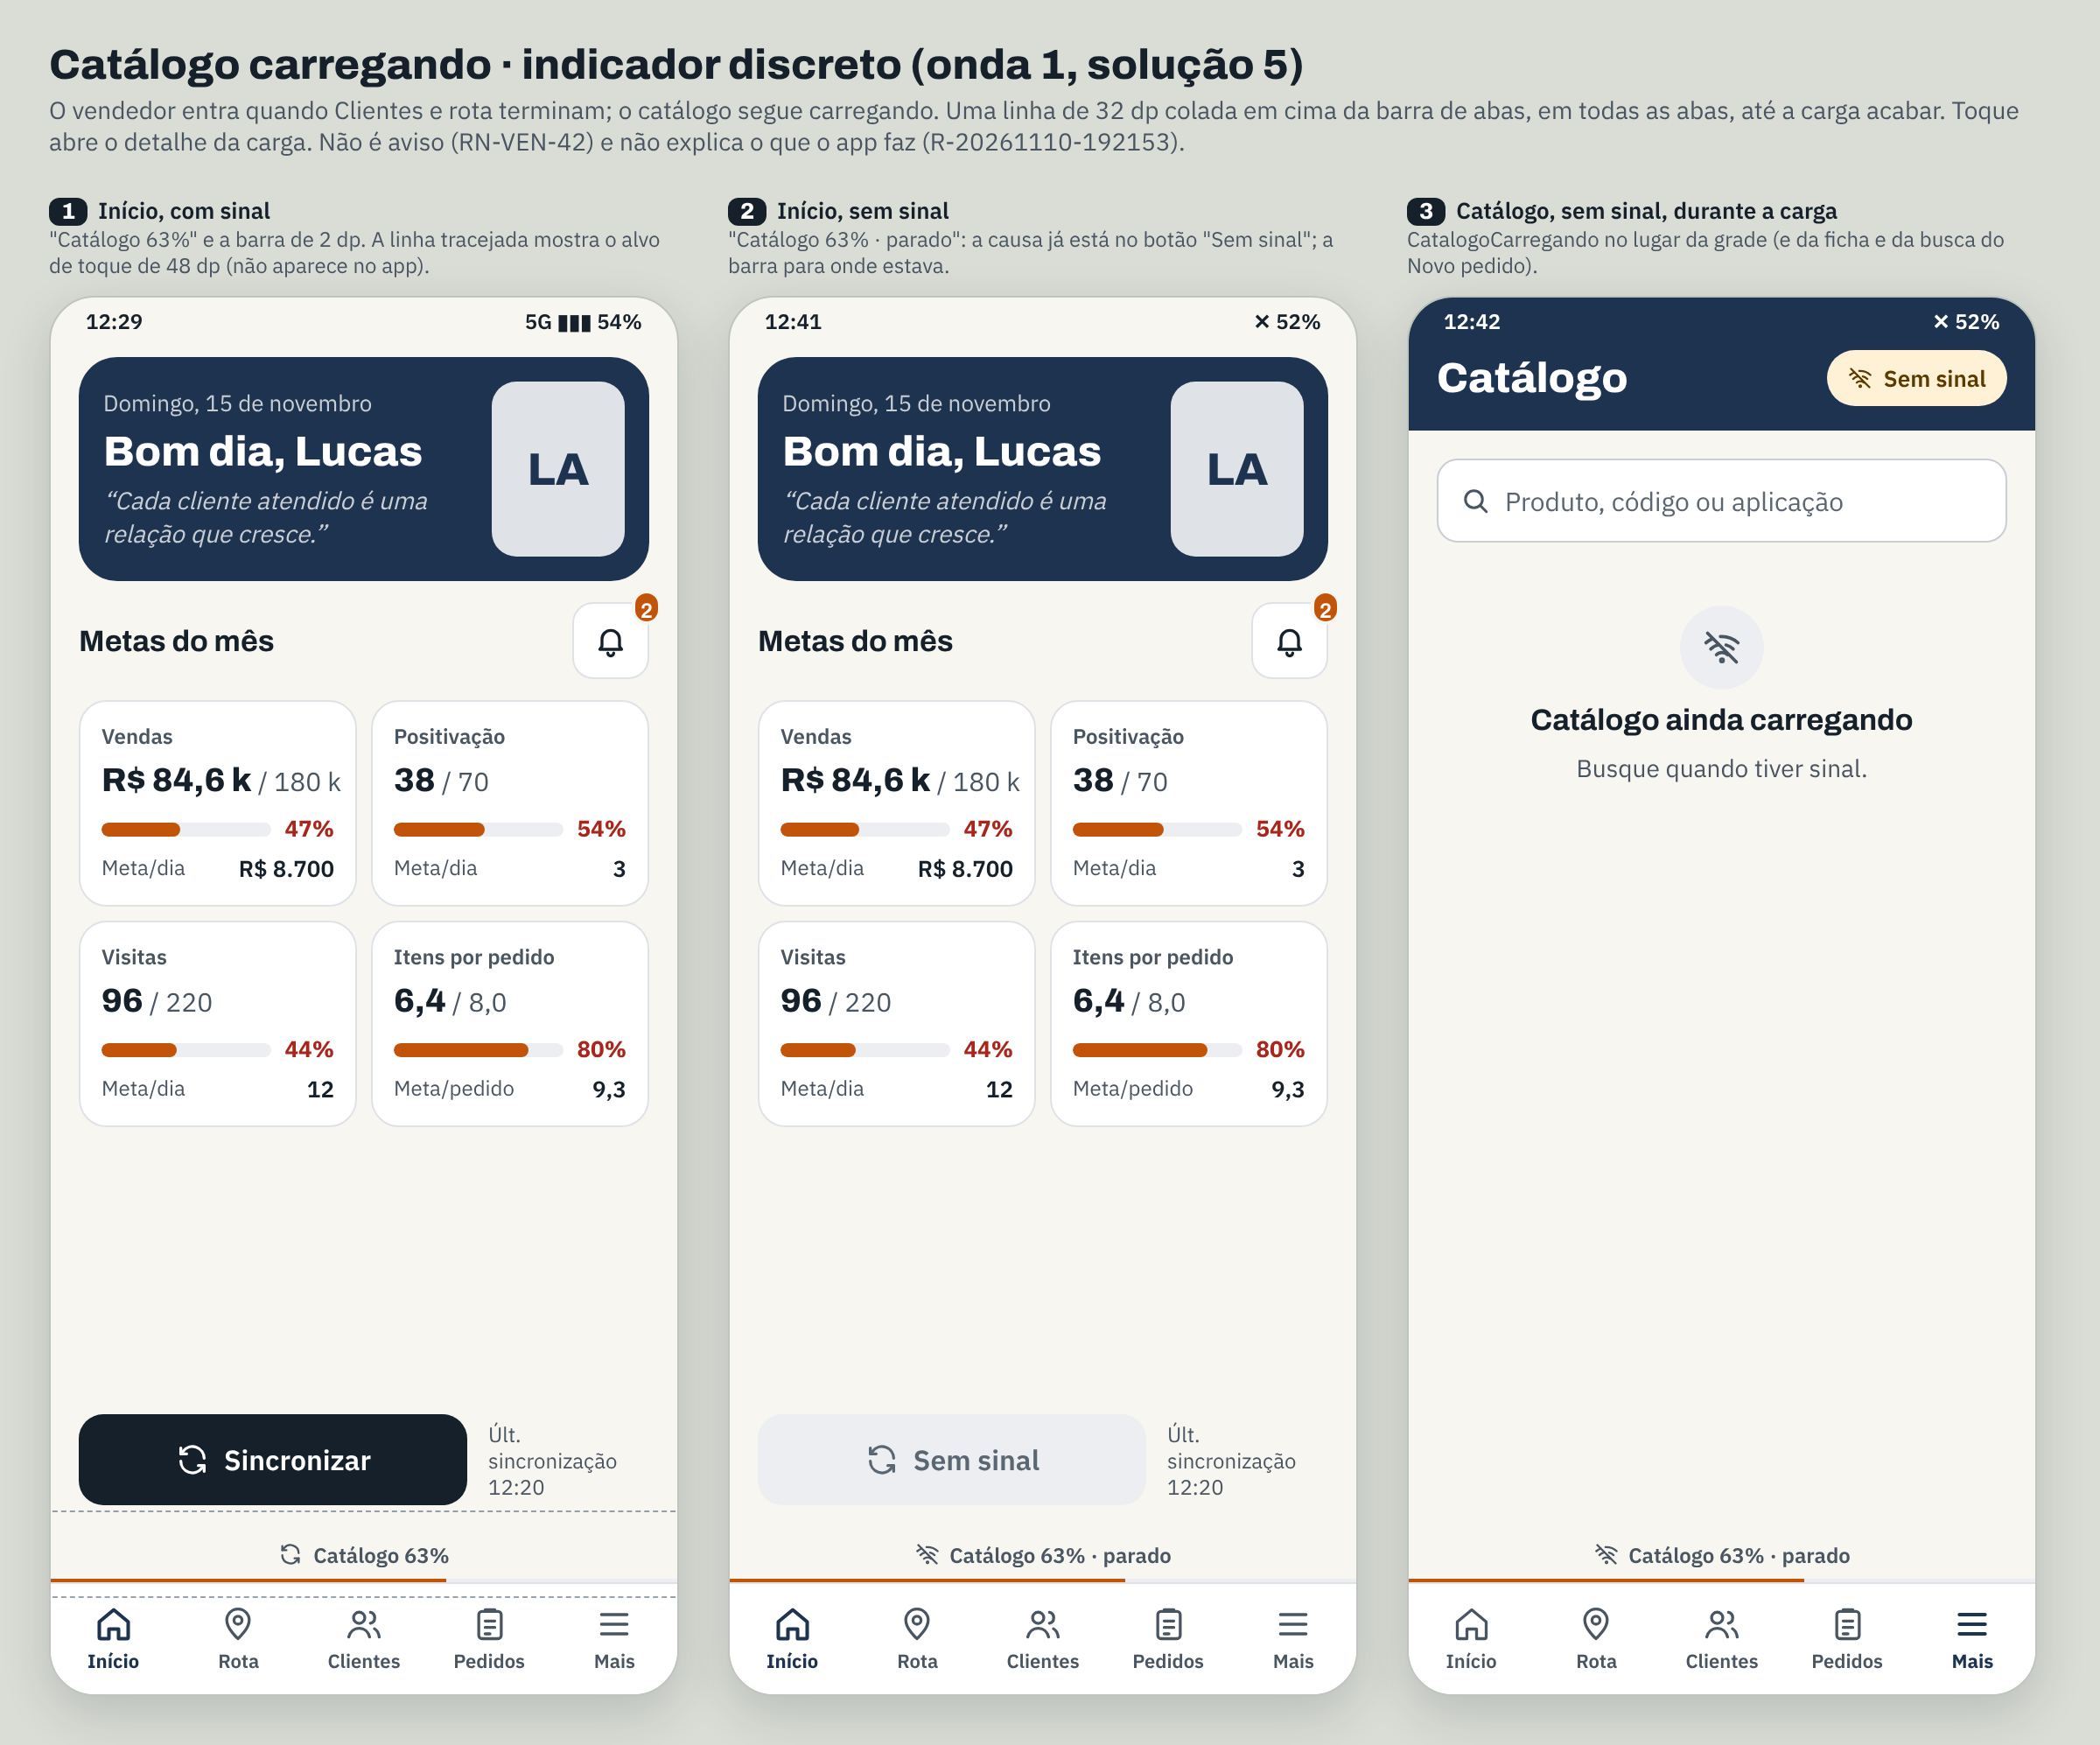 Catálogo carregando · indicador discreto (onda 1, solução 5)
O vendedor entra quando Clientes e rota terminam; o catálogo segue carregando. Uma linha de 32 dp colada em cima da barra de abas, em todas as abas, até a carga acabar. Toque
abre o detalhe da carga. Não é aviso (RN-VEN-42) e não explica o que o app faz (R-20261110-192153).
1 Início, com sinal
"Catálogo 63%" e a barra de 2 dp. A linha tracejada mostra o alvo
de toque de 48 dp (não aparece no app).
12:29 5G 54%
Domingo, 15 de novembro
Bom dia, Lucas
“Cada cliente atendido é uma
relação que cresce.”
LA
Metas do mês
2
Vendas
R$ 84,6 k / 180 k
47%
Meta/dia R$ 8.700
Positivação
38 / 70
54%
Meta/dia 3
Visitas
96 / 220
44%
Meta/dia 12
Itens por pedido
6,4 / 8,0
80%
Meta/pedido 9,3
Sincronizar
Últ.
sincronização
12:20
Catálogo 63%
Início Rota Clientes Pedidos Mais
2 Início, sem sinal
"Catálogo 63% · parado": a causa já está no botão "Sem sinal"; a
barra para onde estava.
12:41 ✕ 52%
Domingo, 15 de novembro
Bom dia, Lucas
“Cada cliente atendido é uma
relação que cresce.”
LA
Metas do mês
2
Vendas
R$ 84,6 k / 180 k
47%
Meta/dia R$ 8.700
Positivação
38 / 70
54%
Meta/dia 3
Visitas
96 / 220
44%
Meta/dia 12
Itens por pedido
6,4 / 8,0
80%
Meta/pedido 9,3
Sem sinal
Últ.
sincronização
12:20
Catálogo 63% · parado
Início Rota Clientes Pedidos Mais
3 Catálogo, sem sinal, durante a carga
CatalogoCarregando no lugar da grade (e da ficha e da busca do
Novo pedido).
12:42 ✕ 52%
Catálogo
Sem sinal
Produto, código ou aplicação
Catálogo ainda carregando
Busque quando tiver sinal.
Catálogo 63% · parado
Início Rota Clientes Pedidos Mais